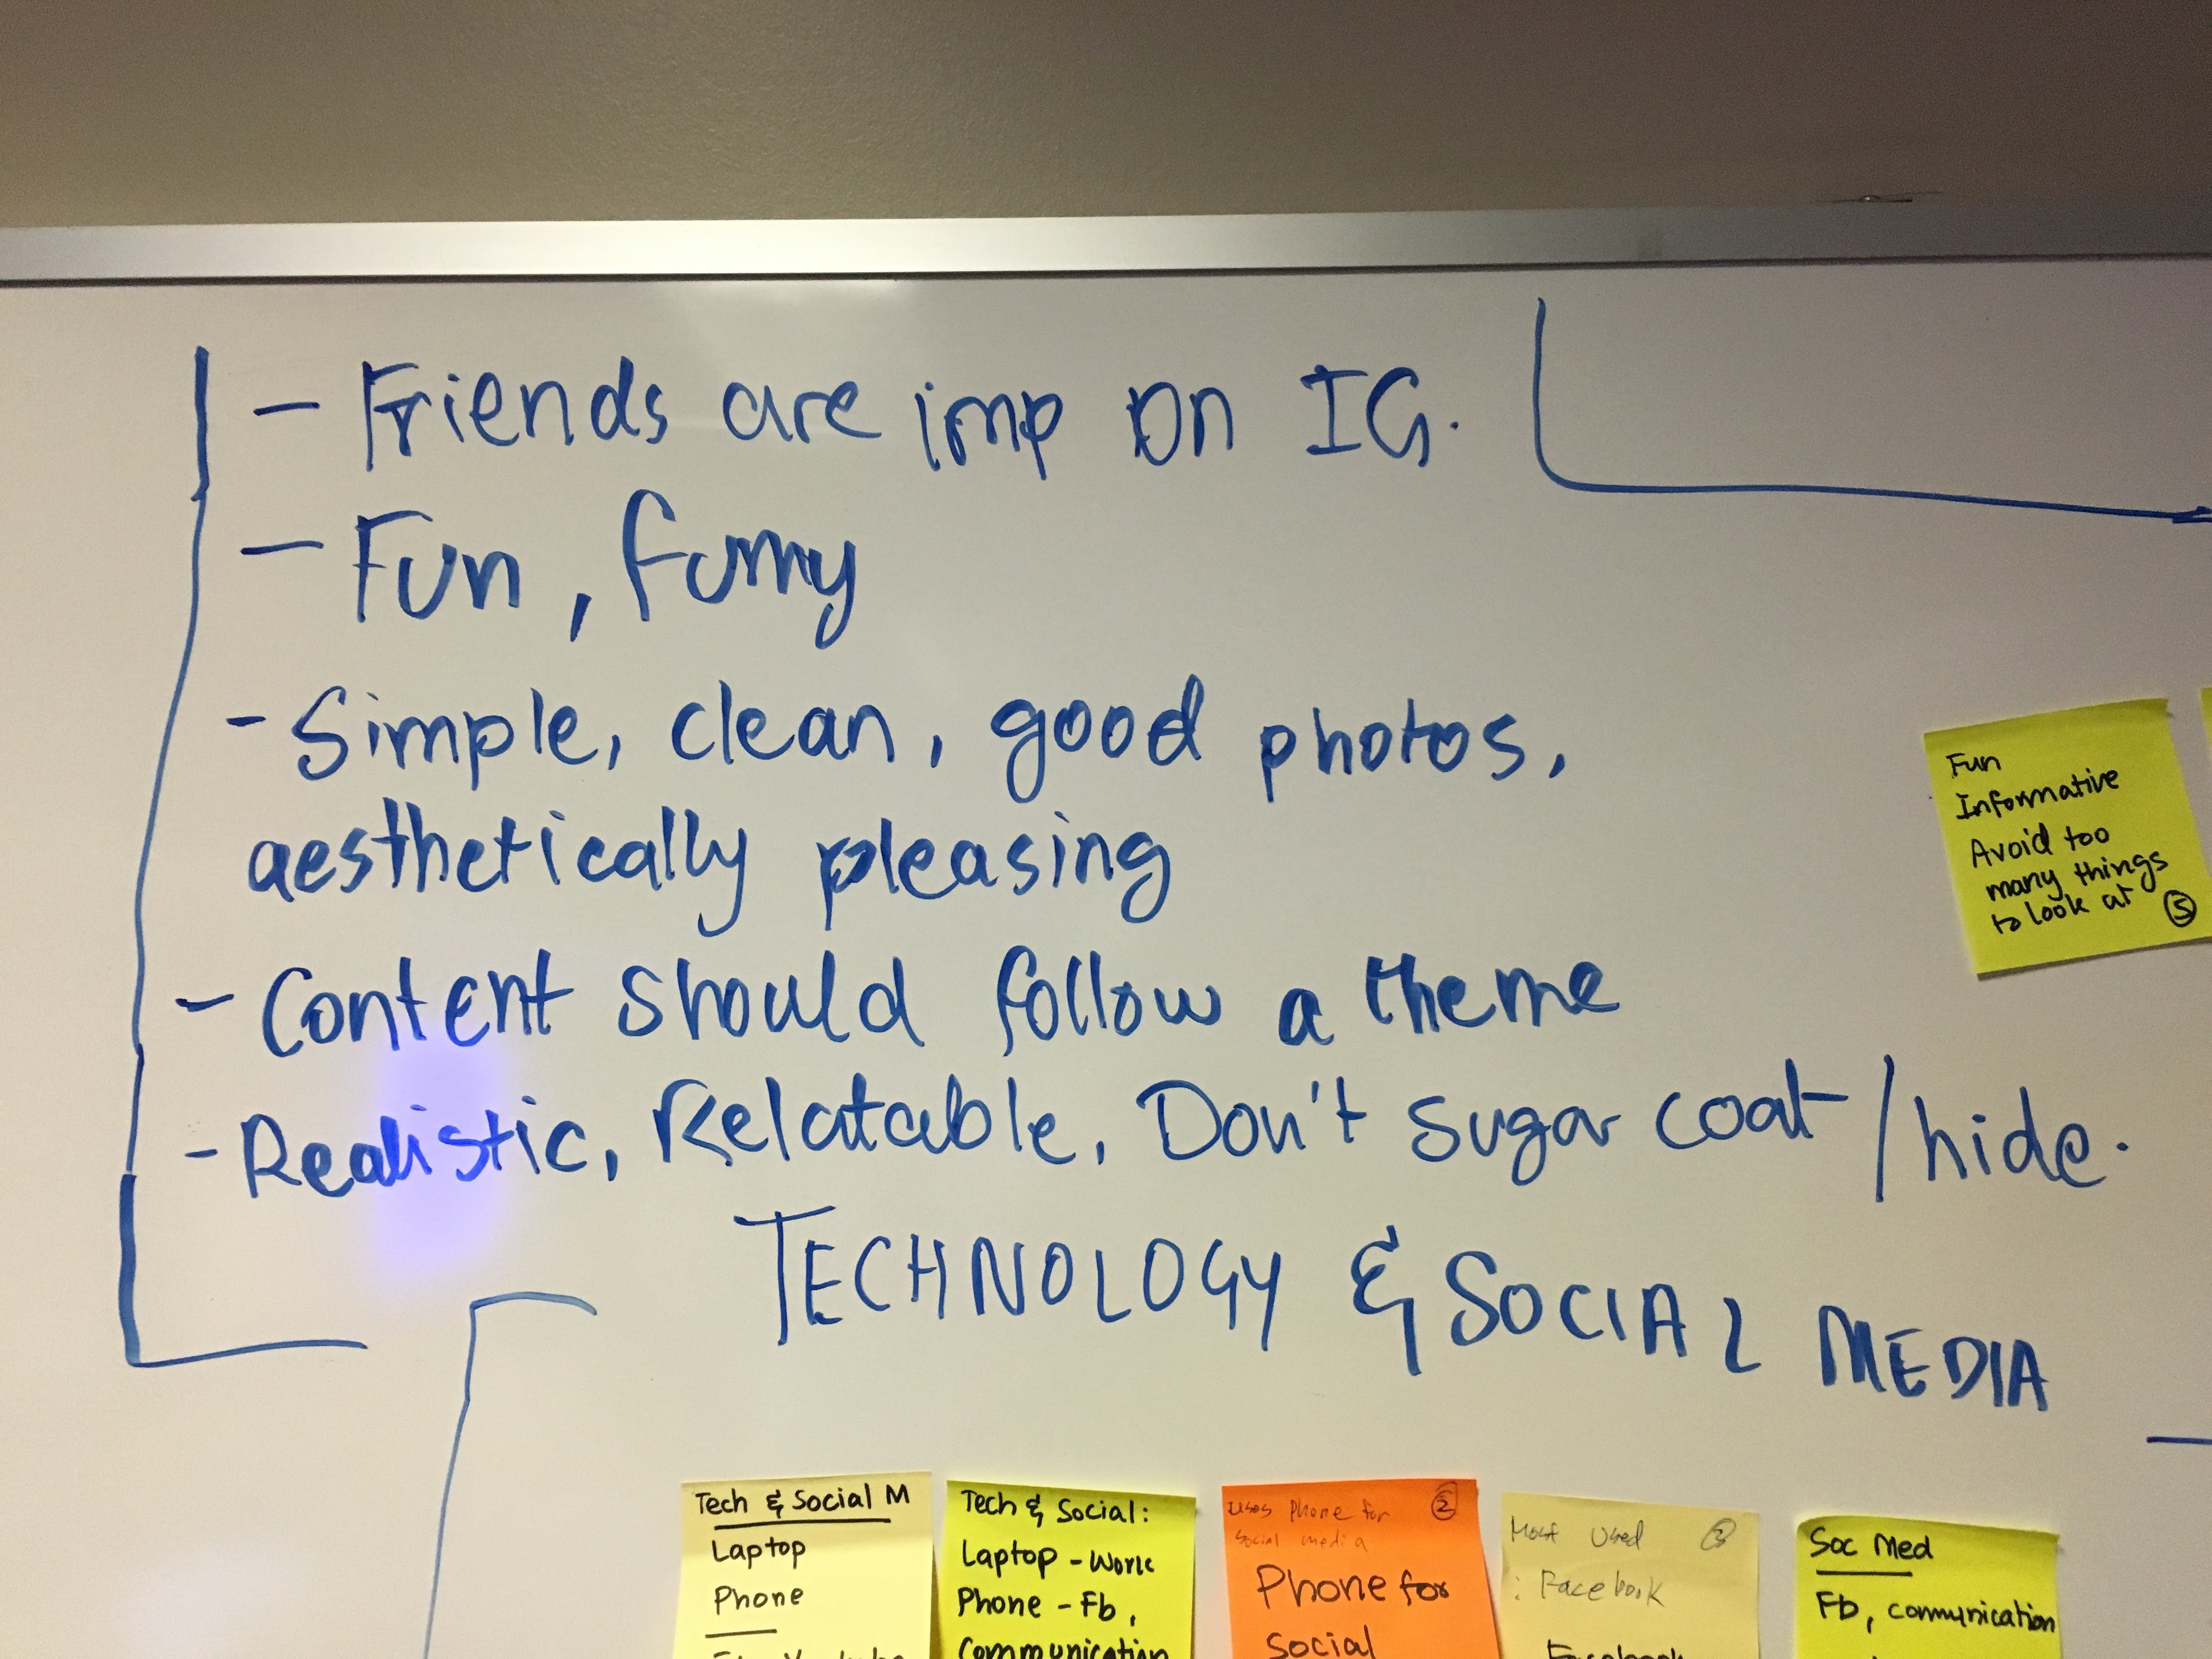 - Friends are imp on IG.
- Fun, funny
- Simple, clean, good photos,
aesthetically pleasing
- Content should follow a theme
- Realistic, Relatable, Don't sugar coat / hide.
Fun
Informative
Avoid too
many things
to look at 5
TECHNOLOGY & SOCIAL MEDIA
Tech & Social M
Laptop
Phone
Tech & Social:
Laptop - Work
Phone - Fb,
Communication
Uses phone for 2
social media
Phone for
Social
Most Used 3
: Facebook
Facebook
Soc Med
Fb, communication